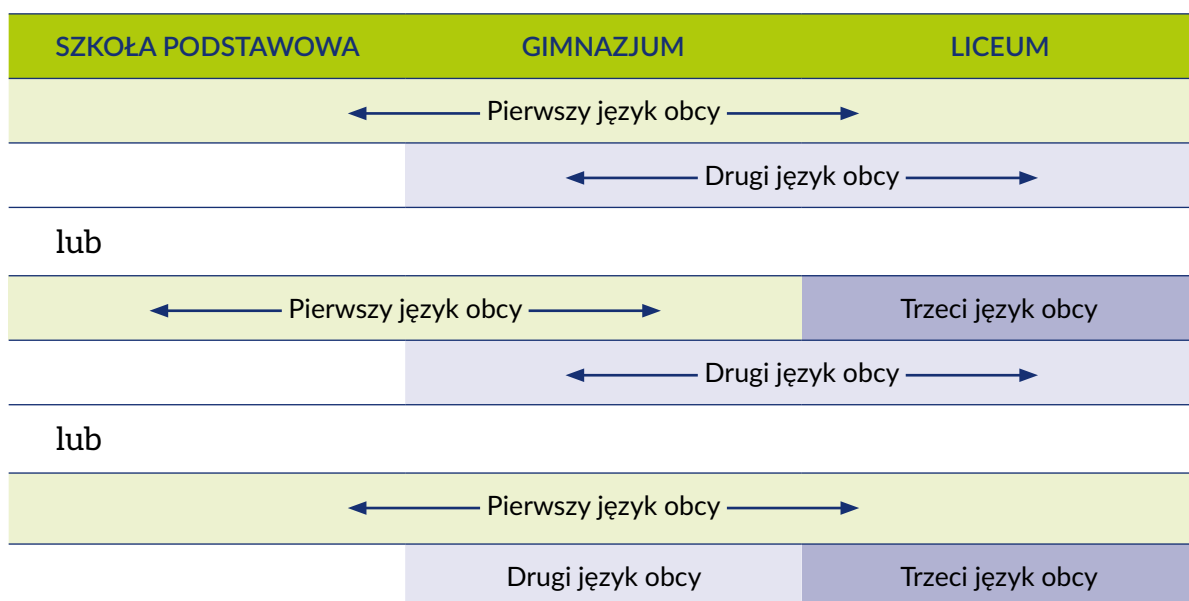 SZKOŁA PODSTAWOWA GIMNAZJUM LICEUM
Pierwszy język obcy
Drugi język obcy
lub
Pierwszy język obcy Trzeci język obcy
Drugi język obcy
lub
Pierwszy język obcy
Drugi język obcy Trzeci język obcy